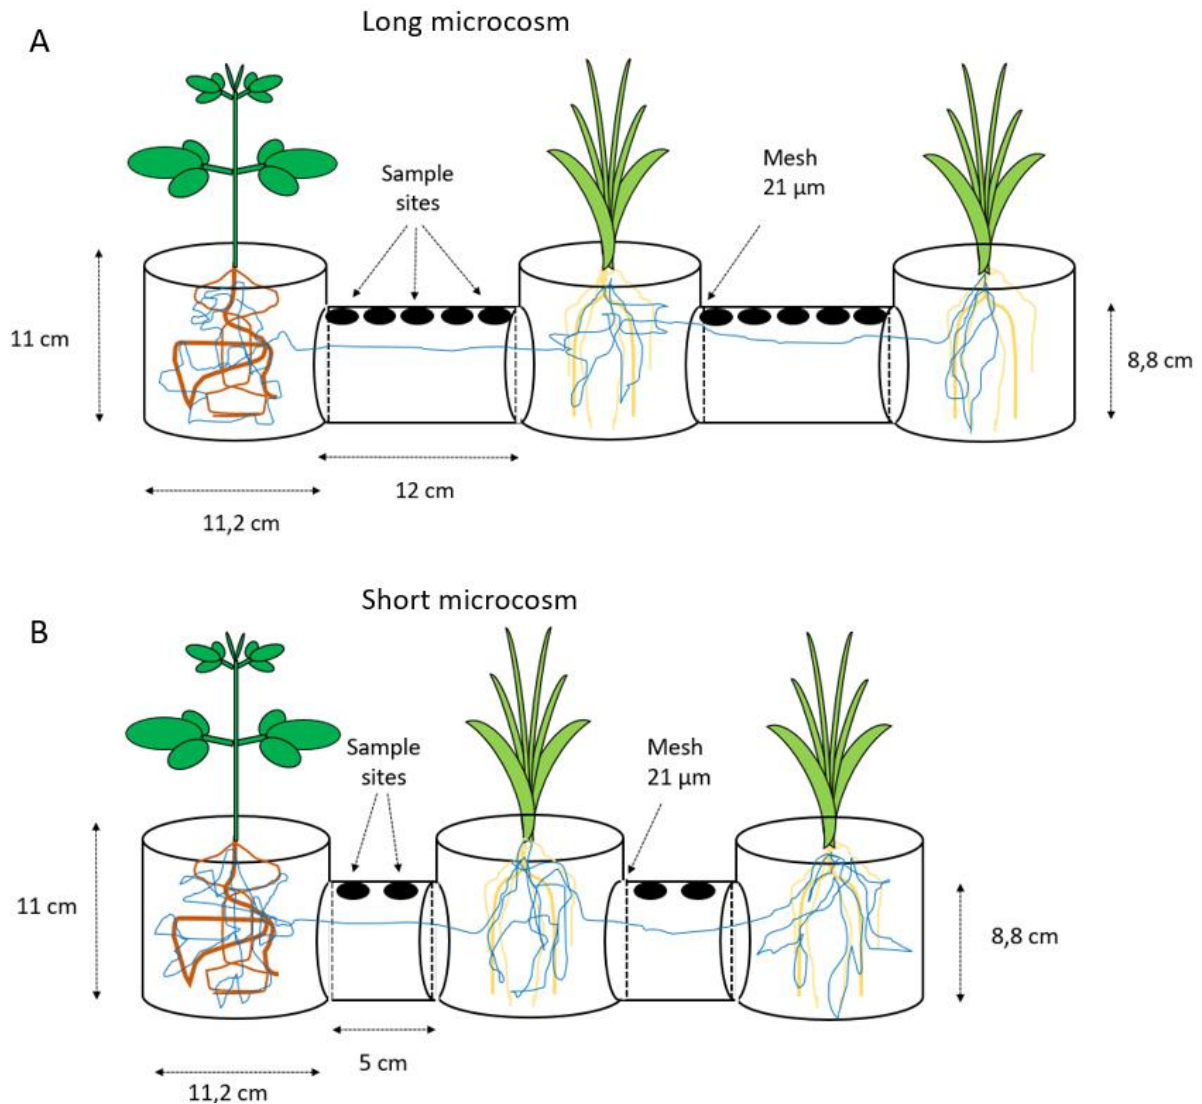 A
Long microcosm
Sample
sites
Mesh
21 µm
11 cm
8,8 cm
12 cm
11,2 cm
Short microcosm
B
Sample
sites
Mesh
21 µm
11 cm
8,8 cm
5 cm
11,2 cm